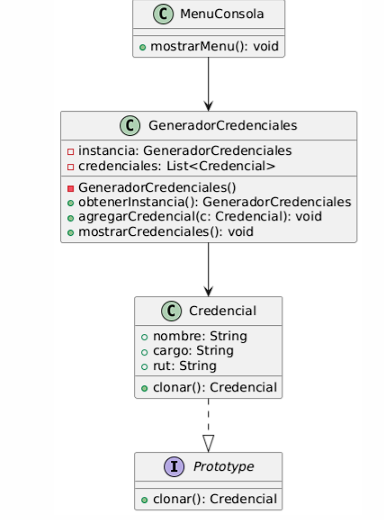 C MenuConsola
mostrarMenu(): void
C GeneradorCredenciales
instancia: GeneradorCredenciales
credenciales: List<Credencial>
GeneradorCredenciales()
obtenerInstancia(): GeneradorCredenciales
agregarCredencial(c: Credencial): void
mostrarCredenciales(): void
C Credencial
nombre: String
cargo: String
rut: String
clonar(): Credencial
I Prototype
clonar(): Credencial